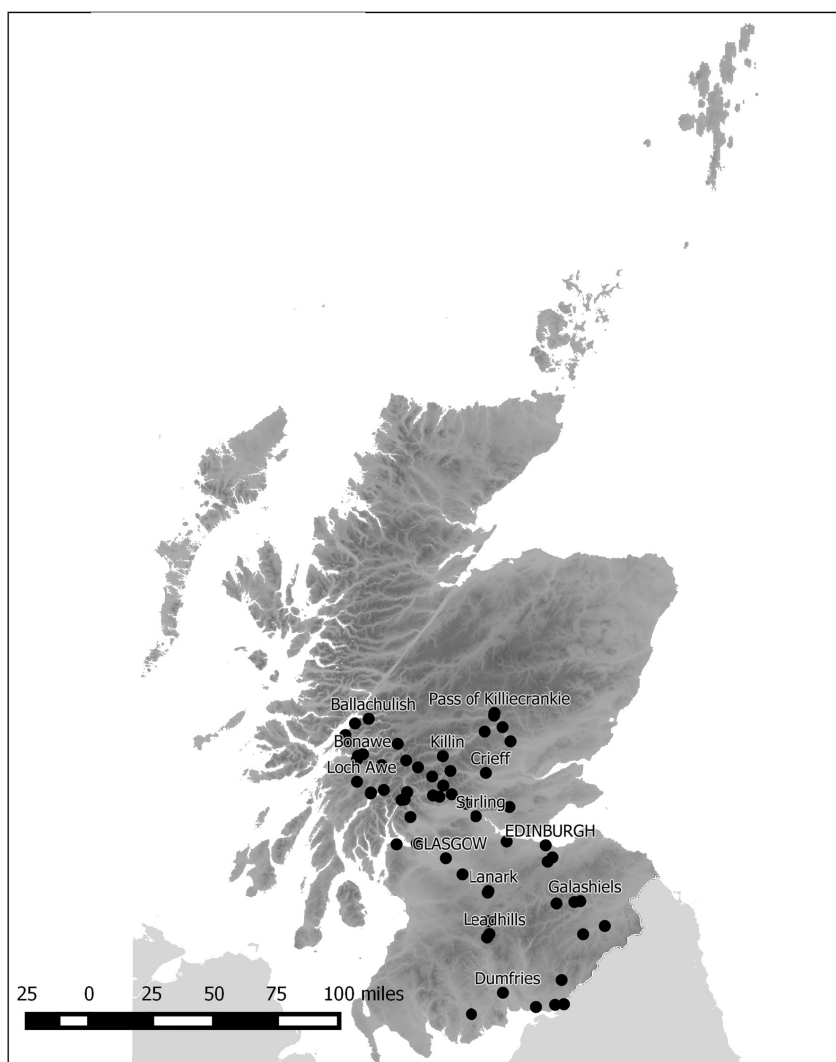 Pass of Killiecrankie
Ballachulish
Bonawe
Killin
Loch Awe
Crieff
Stirling
EDINBURGH
GLASGOW
Lanark
Galashiels
Leadhills
Dumfries
25 0 25 50 75 100 miles